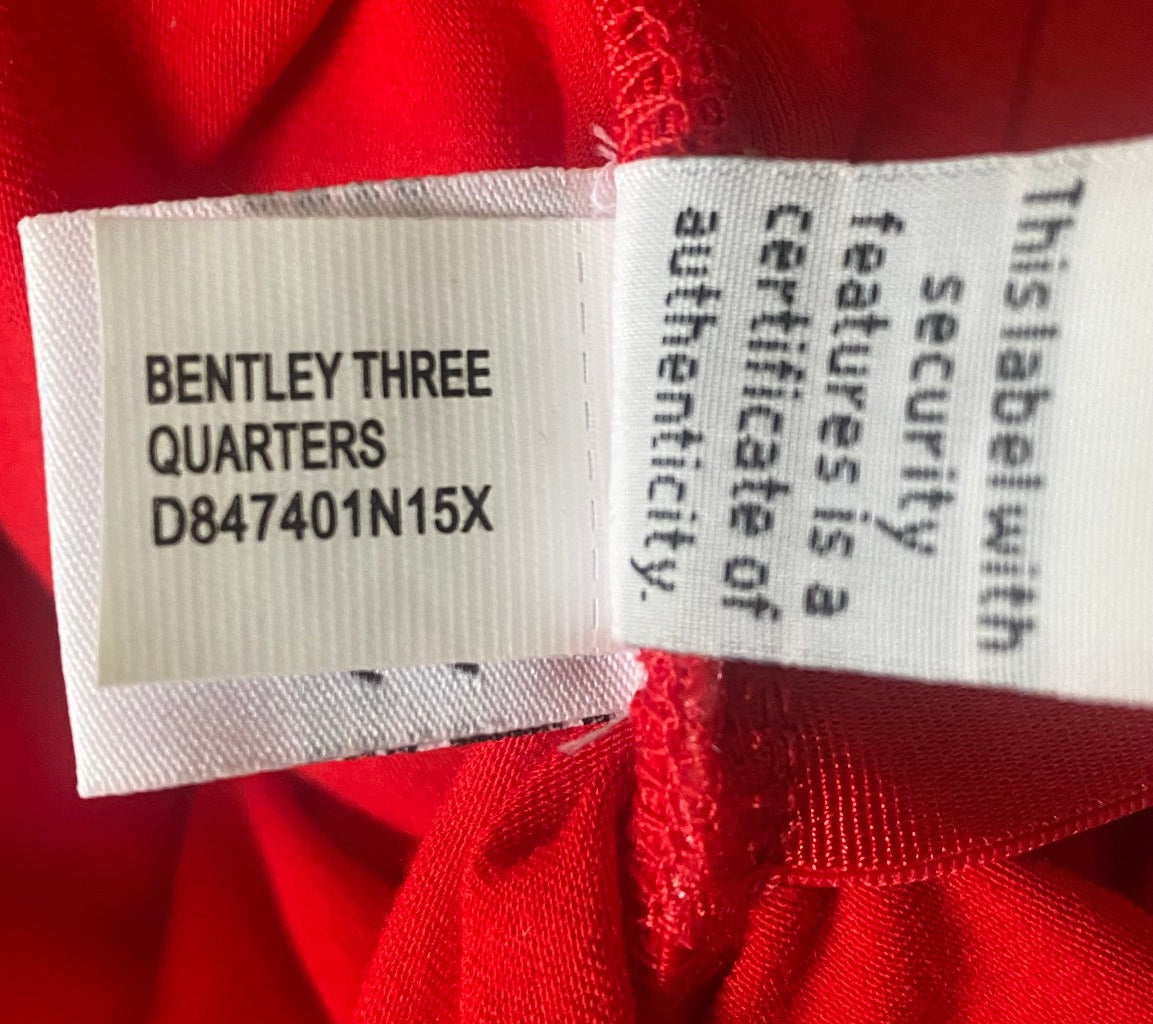 BENTLEY THREE
QUARTERS
D847401N15X
This label with
security
features is a
certificate of
authenticity.